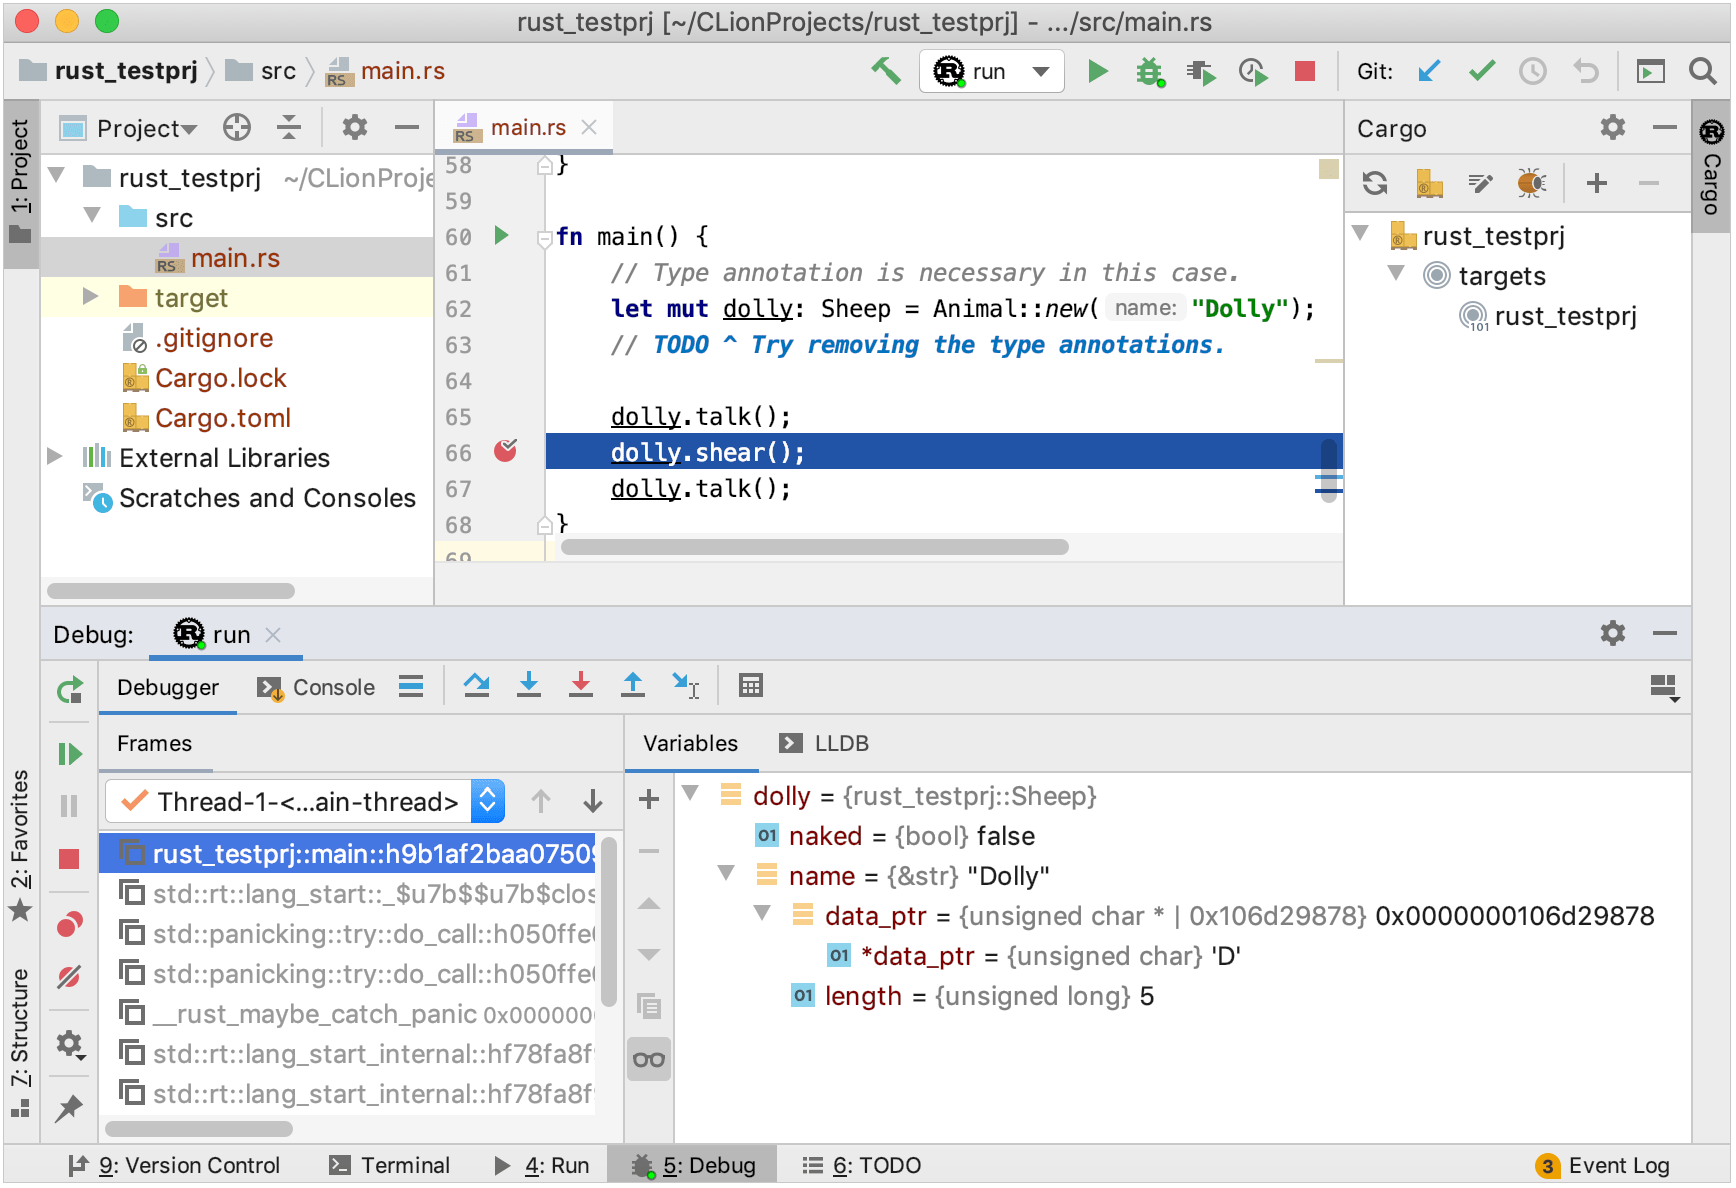 rust_testprj [~/CLionProjects/rust_testprj] - .../src/main.rs
rust_testprj src main.rs
run
Git:
1: Project
Project
main.rs
Cargo
Cargo
rust_testprj ~/CLionProje
src
main.rs
target
.gitignore
Cargo.lock
Cargo.toml
External Libraries
Scratches and Consoles
58 }
59
60 fn main() {
61 // Type annotation is necessary in this case.
62 let mut dolly: Sheep = Animal::new( name: "Dolly");
63 // TODO ^ Try removing the type annotations.
64
65 dolly.talk();
66 dolly.shear();
67 dolly.talk();
68 }
69
rust_testprj
targets
rust_testprj
Debug: run
Debugger Console
Frames
Thread-1-<...ain-thread>
rust_testprj::main::h9b1af2baa07509
std::rt::lang_start::_$u7b$$u7b$clos
std::panicking::try::do_call::h050ffe
std::panicking::try::do_call::h050ffe
__rust_maybe_catch_panic 0x000000
std::rt::lang_start_internal::hf78fa8f
std::rt::lang_start_internal::hf78fa8f
Variables LLDB
dolly = {rust_testprj::Sheep}
naked = {bool} false
name = {&str} "Dolly"
data_ptr = {unsigned char * | 0x106d29878} 0x0000000106d29878
*data_ptr = {unsigned char} 'D'
length = {unsigned long} 5
2: Favorites
7: Structure
9: Version Control Terminal 4: Run 5: Debug 6: TODO 3 Event Log